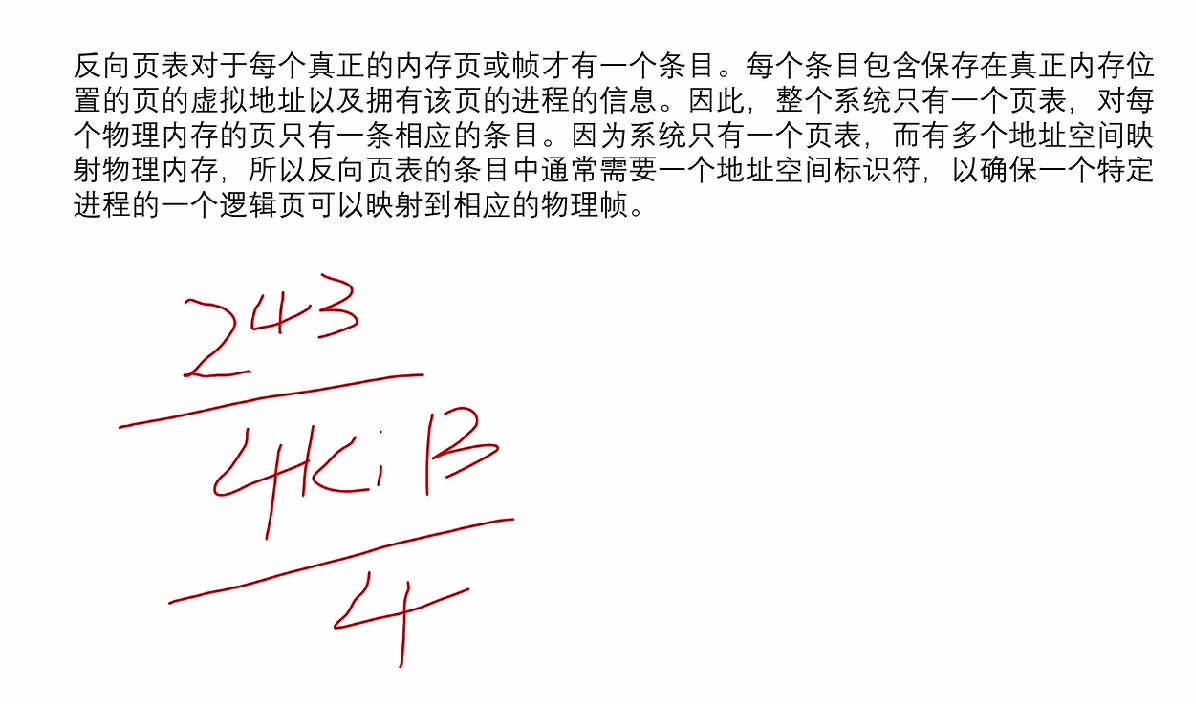 反向页表对于每个真正的内存页或帧才有一个条目。每个条目包含保存在真正内存位
置的页的虚拟地址以及拥有该页的进程的信息。因此，整个系统只有一个页表，对每
个物理内存的页只有一条相应的条目。因为系统只有一个页表，而有多个地址空间映
射物理内存，所以反向页表的条目中通常需要一个地址空间标识符，以确保一个特定
进程的一个逻辑页可以映射到相应的物理帧。
2⁴³
4KiB
4